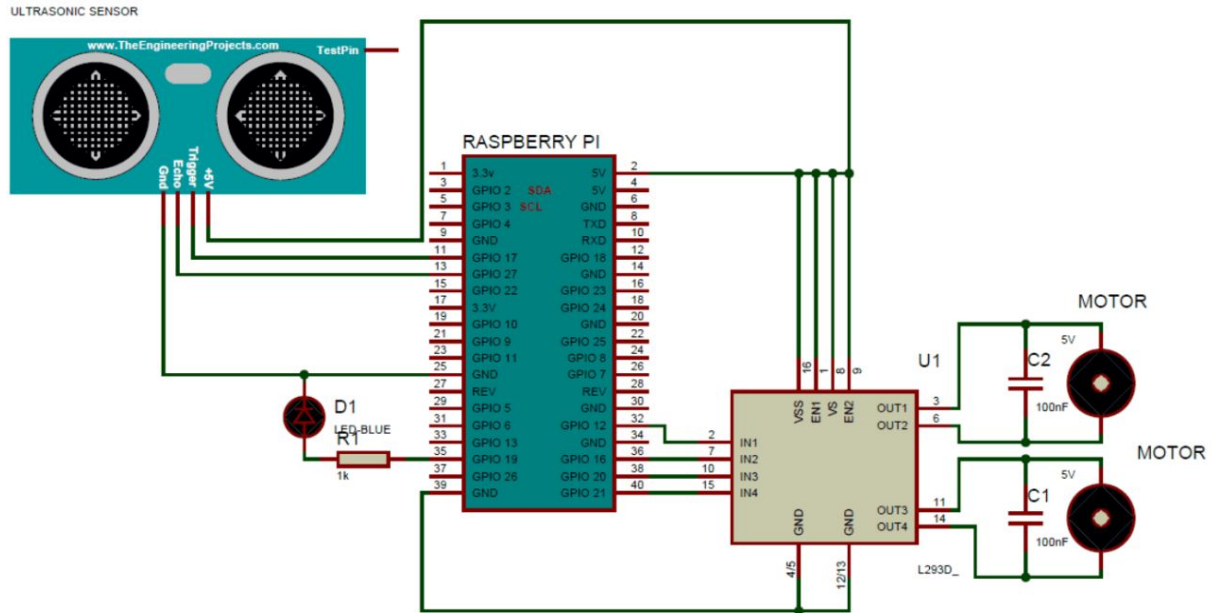 ULTRASONIC SENSOR
www.TheEngineeringProjects.com
TestPin
Gnd
Echo
Trigger
+5V
RASPBERRY PI
1 3.3v 5V 2
3 GPIO 2 SDA 5V 4
5 GPIO 3 SCL GND 6
7 GPIO 4 TXD 8
9 GND RXD 10
11 GPIO 17 GPIO 18 12
13 GPIO 27 GND 14
15 GPIO 22 GPIO 23 16
17 3.3V GPIO 24 18
19 GPIO 10 GND 20
21 GPIO 9 GPIO 25 22
23 GPIO 11 GPIO 8 24
25 GND GPIO 7 26
27 REV REV 28
29 GPIO 5 GND 30
31 GPIO 6 GPIO 12 32
33 GPIO 13 GND 34
35 GPIO 19 GPIO 16 36
37 GPIO 26 GPIO 20 38
39 GND GPIO 21 40
D1
LED-BLUE
R1
1k
U1
16 1 8 9
VSS EN1 VS EN2
2 IN1
7 IN2
10 IN3
15 IN4
OUT1 3
OUT2 6
OUT3 11
OUT4 14
GND GND
4/5 12/13
L293D_
MOTOR
5V
C2
100nF
MOTOR
5V
C1
100nF